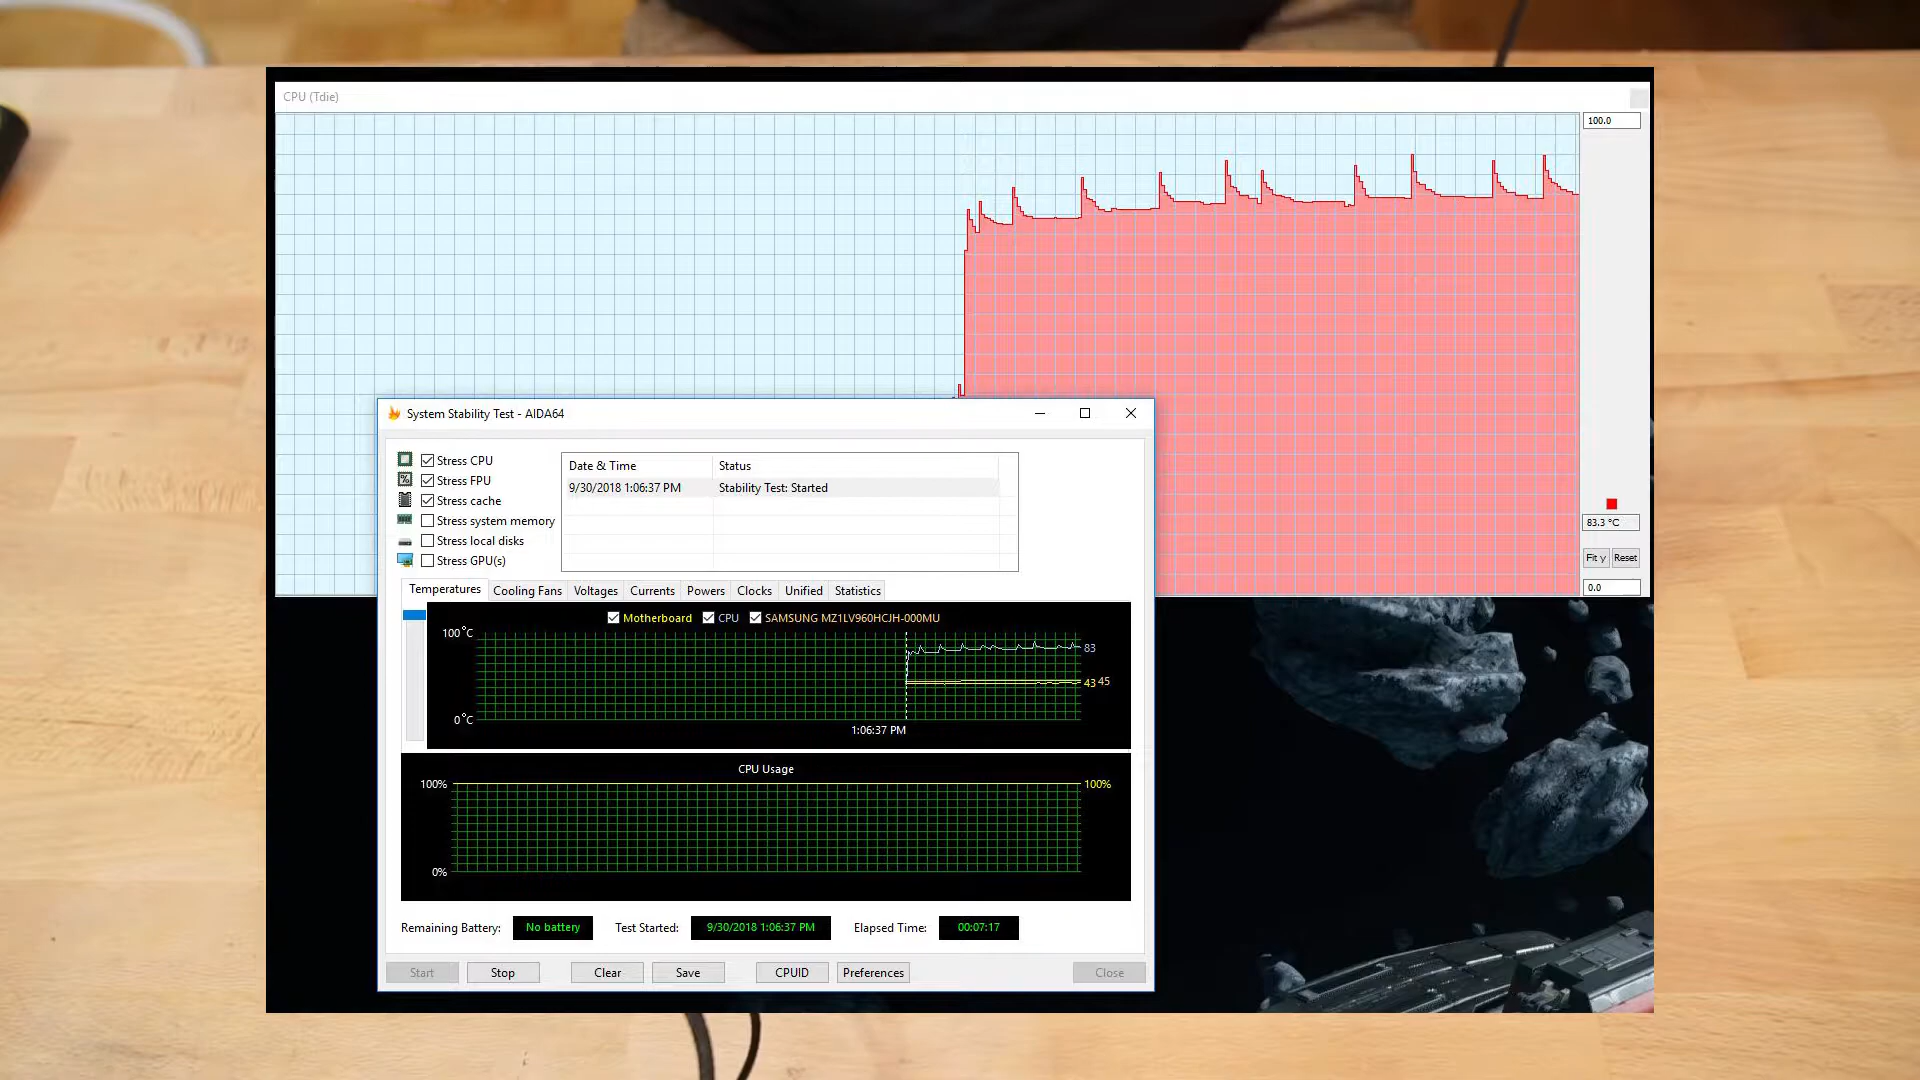 CPU (Tdie)
100.0
83.3 °C
Fit y Reset
0.0
System Stability Test - AIDA64
Stress CPU
Stress FPU
Stress cache
Stress system memory
Stress local disks
Stress GPU(s)
Date & Time Status
9/30/2018 1:06:37 PM Stability Test: Started
Temperatures Cooling Fans Voltages Currents Powers Clocks Unified Statistics
Motherboard CPU SAMSUNG MZ1LV960HCJH-000MU
100°C
83
43 45
0°C
1:06:37 PM
CPU Usage
100% 100%
0%
Remaining Battery: No battery Test Started: 9/30/2018 1:06:37 PM Elapsed Time: 00:07:17
Start Stop Clear Save CPUID Preferences Close